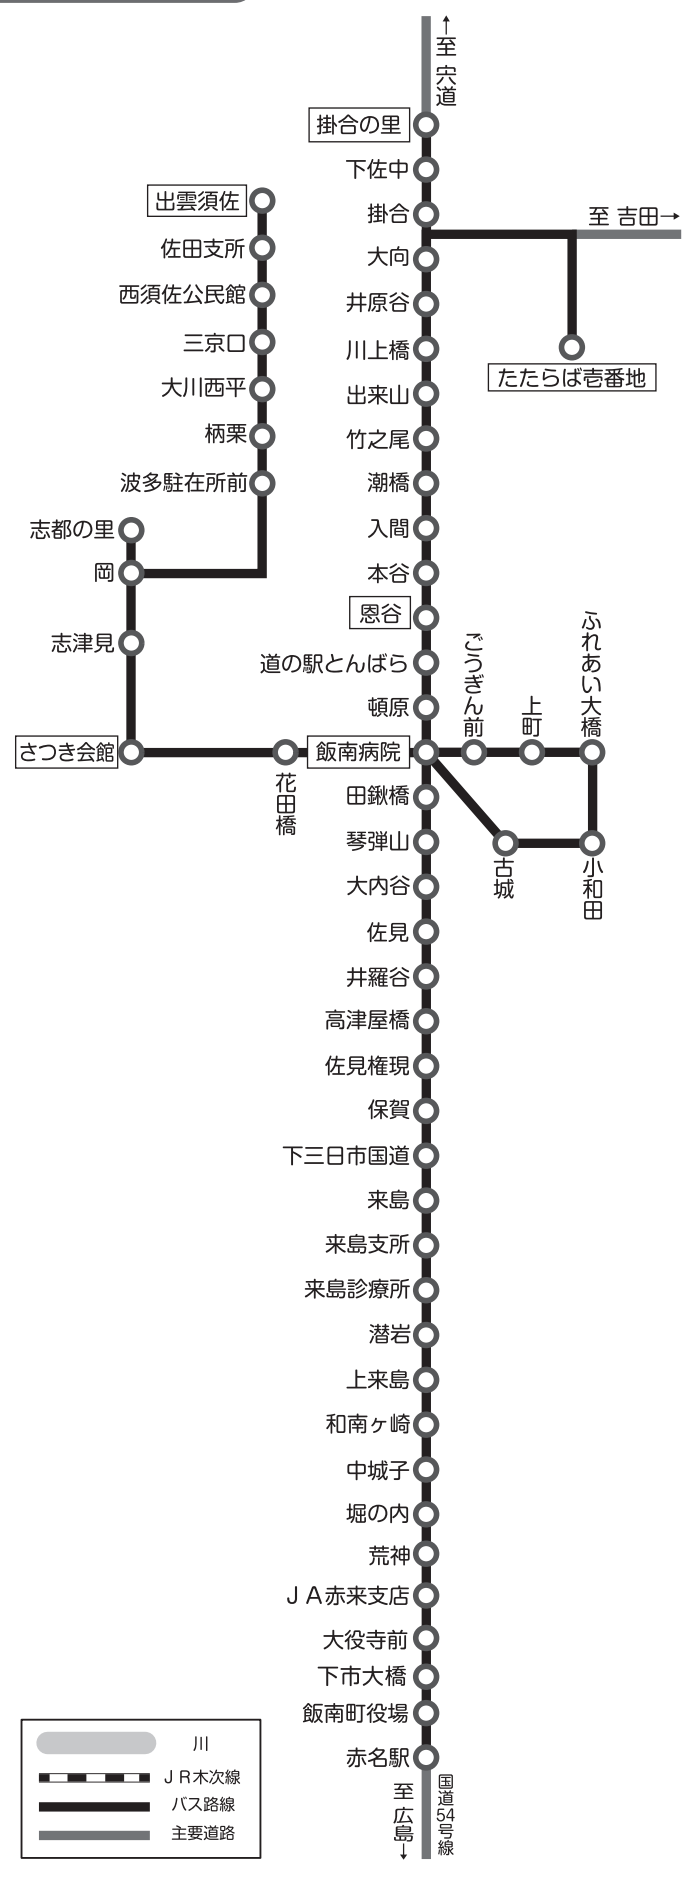 ←至 宍道
掛合の里
下佐中
掛合
至 吉田→
大向
井原谷
川上橋
たたらば壱番地
出来山
竹之尾
潮橋
入間
本谷
恩谷
道の駅とんばら
頓原
飯南病院
出雲須佐
佐田支所
西須佐公民館
三京口
大川西平
柄栗
波多駐在所前
志都の里
岡
志津見
さつき会館
花田橋
ごうぎん前
上町
ふれあい大橋
古城
小和田
田鍬橋
琴弾山
大内谷
佐見
井羅谷
高津屋橋
佐見権現
保賀
下三日市国道
来島
来島支所
来島診療所
潜岩
上来島
和南ヶ崎
中城子
堀の内
荒神
ＪＡ赤来支店
大役寺前
下市大橋
飯南町役場
赤名駅
至 広島→
国道54号線
川
ＪＲ木次線
バス路線
主要道路